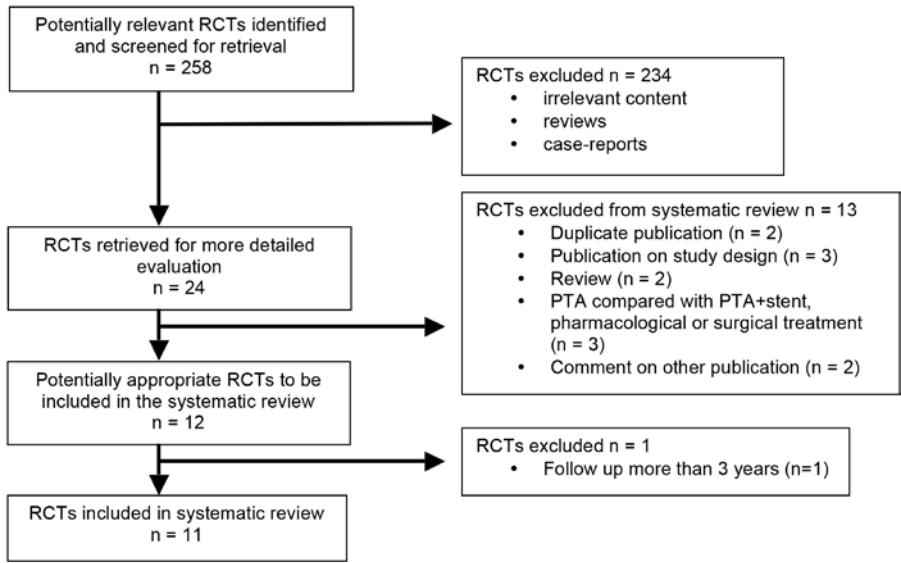 Potentially relevant RCTs identified
and screened for retrieval
n = 258
RCTs excluded n = 234
• irrelevant content
• reviews
• case-reports
RCTs excluded from systematic review n = 13
• Duplicate publication (n = 2)
• Publication on study design (n = 3)
• Review (n = 2)
• PTA compared with PTA+stent,
pharmacological or surgical treatment
(n = 3)
• Comment on other publication (n = 2)
RCTs retrieved for more detailed
evaluation
n = 24
Potentially appropriate RCTs to be
included in the systematic review
n = 12
RCTs excluded n = 1
• Follow up more than 3 years (n=1)
RCTs included in systematic review
n = 11